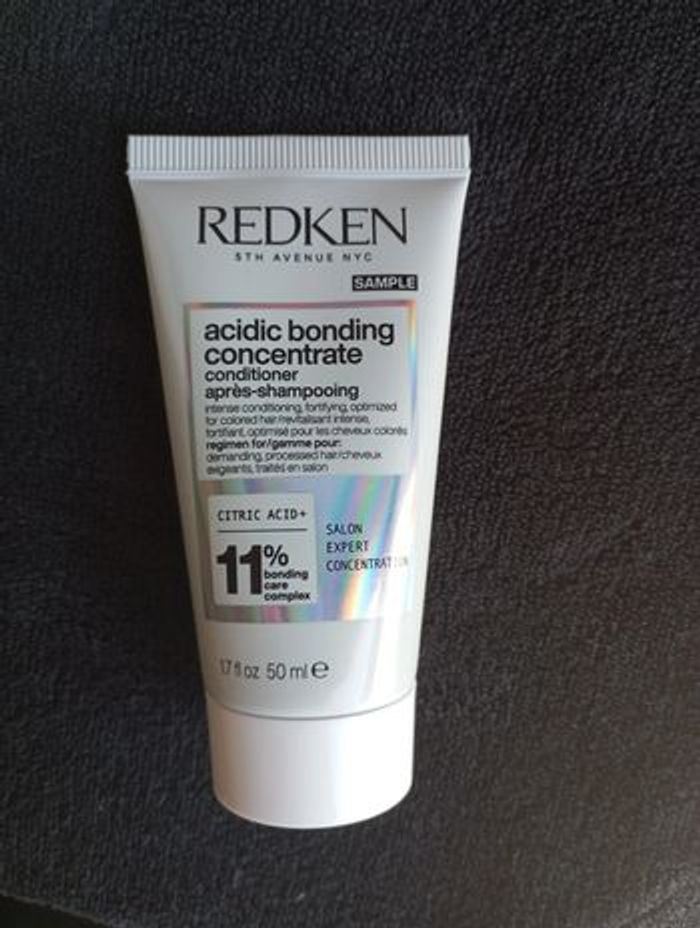 REDKEN
5TH AVENUE NYC
SAMPLE
acidic bonding
concentrate
conditioner
après-shampooing
intense conditioning, fortifying, optimized
for colored hair/revitalisant intense,
fortifiant, optimisé pour les cheveux colorés
regimen for/gamme pour:
demanding, processed hair/cheveux
exigeants, traités en salon
CITRIC ACID+
11%
bonding
care
complex
SALON
EXPERT
CONCENTRATION
1.7 fl oz 50 ml ℮